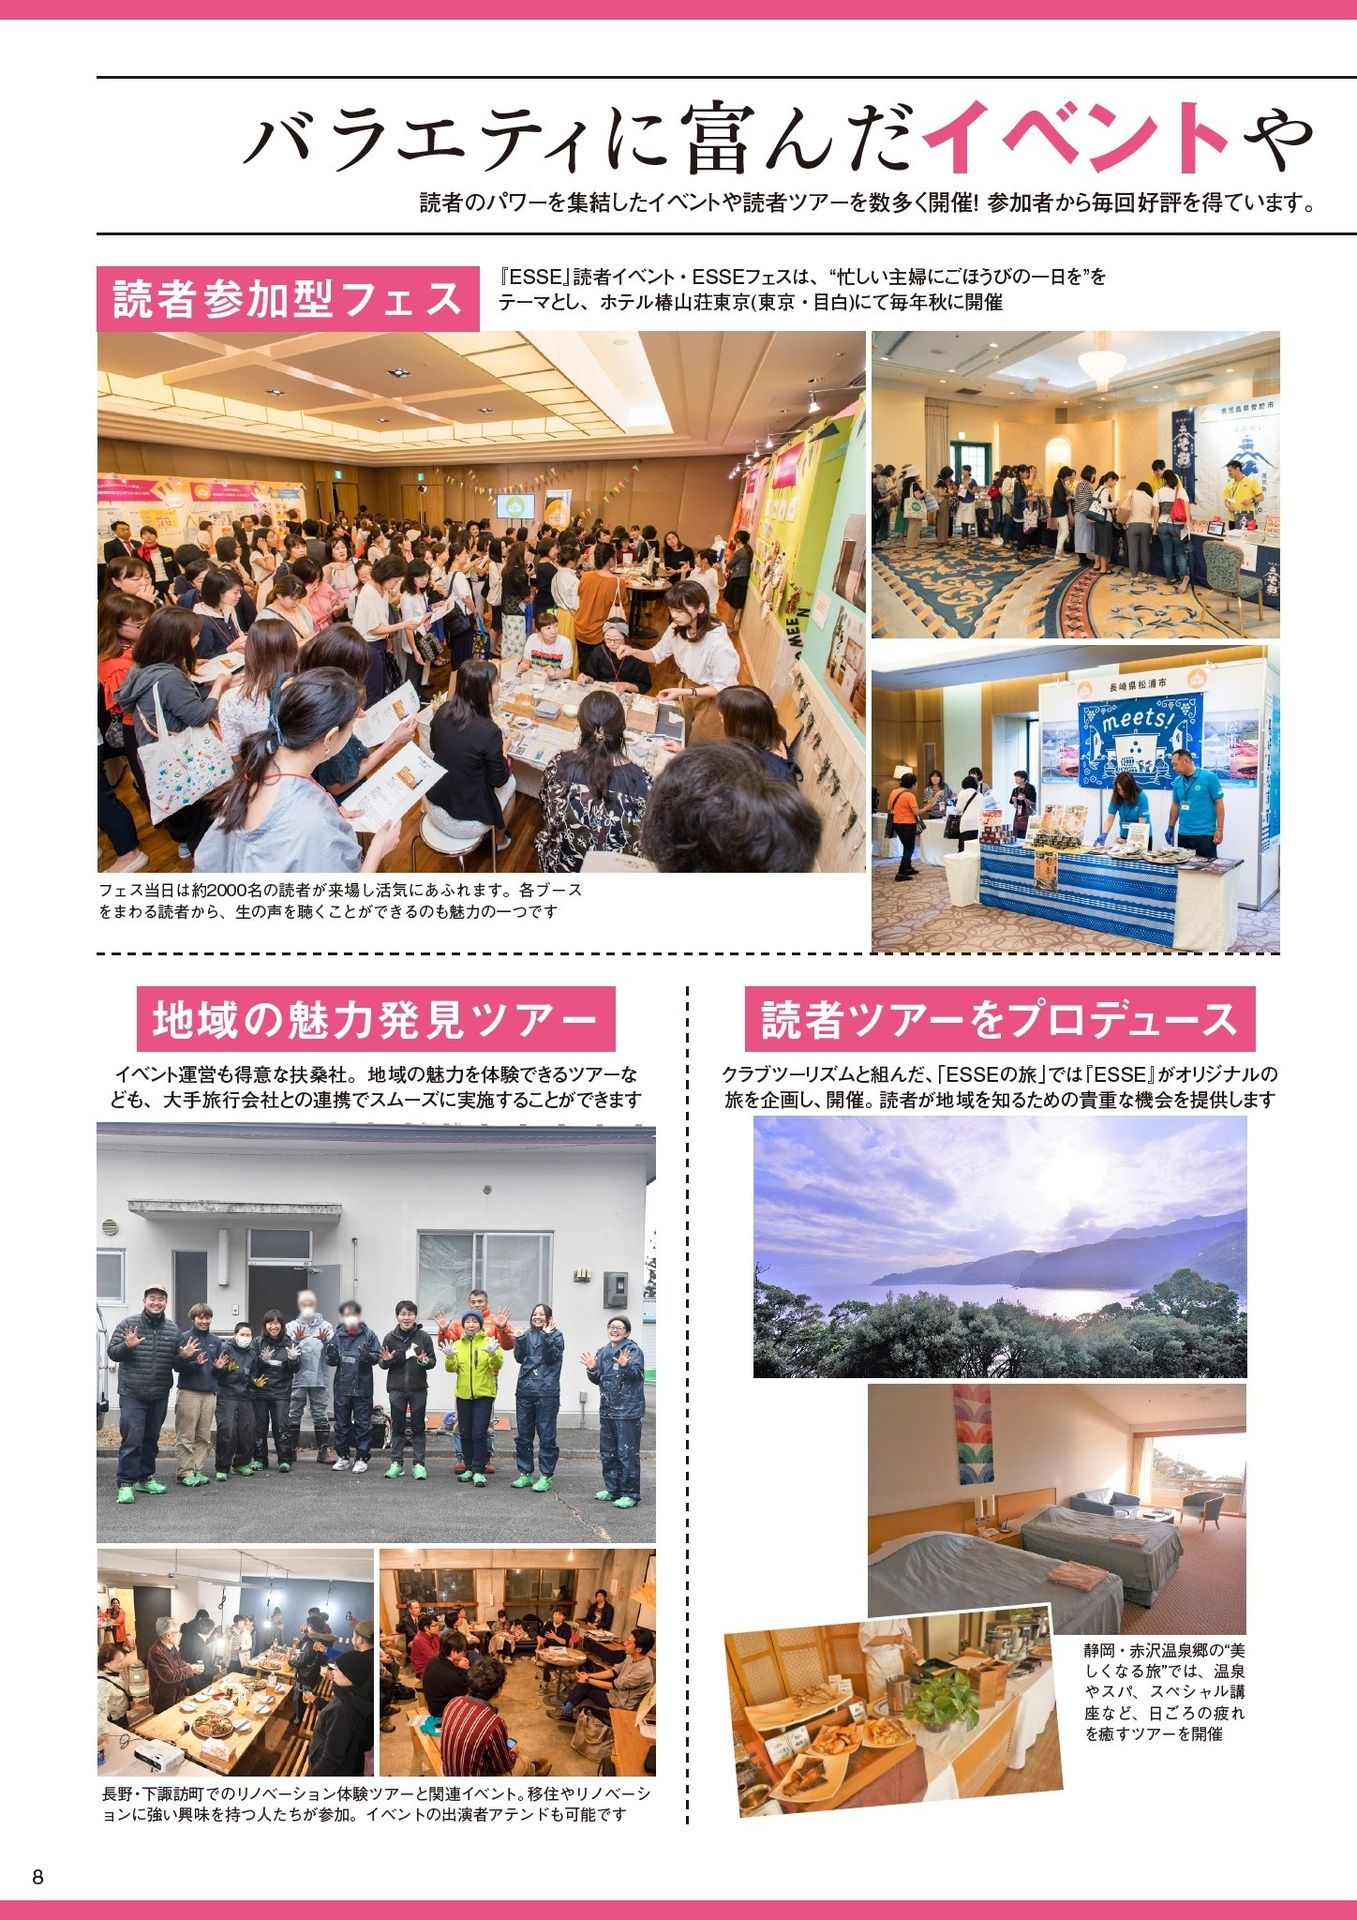 バラエティに富んだイベントや
読者のパワーを集結したイベントや読者ツアーを数多く開催! 参加者から毎回好評を得ています。
読者参加型フェス
『ESSE』読者イベント・ESSEフェスは、“忙しい主婦にごほうびの一日を”を
テーマとし、ホテル椿山荘東京(東京・目白)にて毎年秋に開催
鹿児島県曽於市
長崎県松浦市
meets!
フェス当日は約2000名の読者が来場し活気にあふれます。各ブース
をまわる読者から、生の声を聴くことができるのも魅力の一つです
地域の魅力発見ツアー
イベント運営も得意な扶桑社。地域の魅力を体験できるツアーな
ども、大手旅行会社との連携でスムーズに実施することができます
長野・下諏訪町でのリノベーション体験ツアーと関連イベント。移住やリノベーシ
ョンに強い興味を持つ人たちが参加。イベントの出演者アテンドも可能です
読者ツアーをプロデュース
クラブツーリズムと組んだ、「ESSEの旅」では『ESSE』がオリジナルの
旅を企画し、開催。読者が地域を知るための貴重な機会を提供します
静岡・赤沢温泉郷の“美
しくなる旅”では、温泉
やスパ、スペシャル講
座など、日ごろの疲れ
を癒すツアーを開催
8